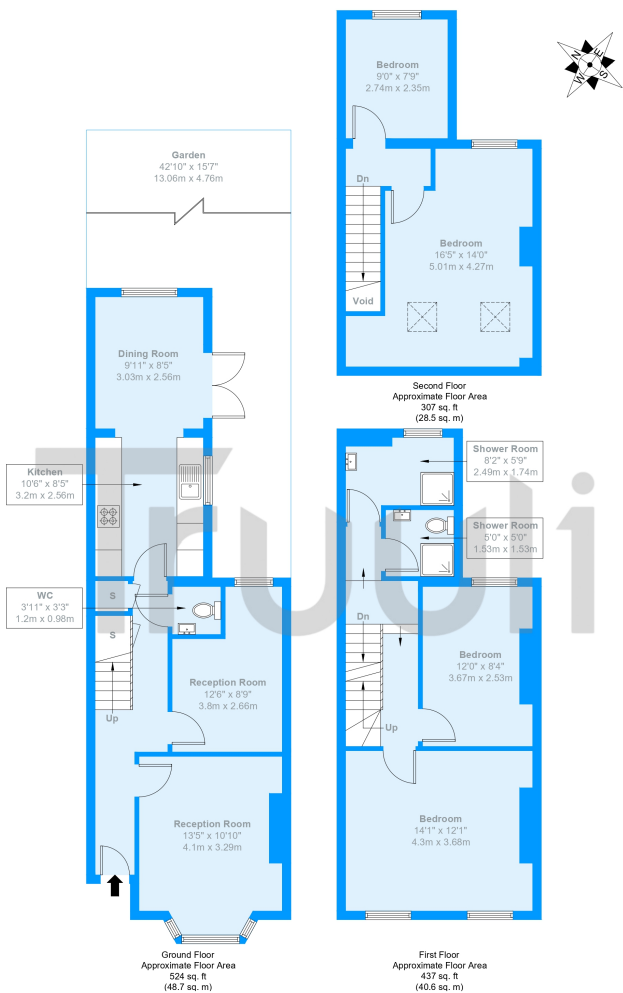 Garden
42'10" x 15'7"
13.06m x 4.76m
Dining Room
9'11" x 8'5"
3.03m x 2.56m
Kitchen
10'6" x 8'5"
3.2m x 2.56m
WC
3'11" x 3'3"
1.2m x 0.98m
S
S
Up
Reception Room
12'6" x 8'9"
3.8m x 2.66m
Reception Room
13'5" x 10'10"
4.1m x 3.29m
Ground Floor
Approximate Floor Area
524 sq. ft
(48.7 sq. m)
N
E
S
W
Bedroom
9'0" x 7'9"
2.74m x 2.35m
Dn
Void
Bedroom
16'5" x 14'0"
5.01m x 4.27m
Second Floor
Approximate Floor Area
307 sq. ft
(28.5 sq. m)
Shower Room
8'2" x 5'9"
2.49m x 1.74m
Shower Room
5'0" x 5'0"
1.53m x 1.53m
Dn
Up
Bedroom
12'0" x 8'4"
3.67m x 2.53m
Bedroom
14'1" x 12'1"
4.3m x 3.68m
First Floor
Approximate Floor Area
437 sq. ft
(40.6 sq. m)
Truuli